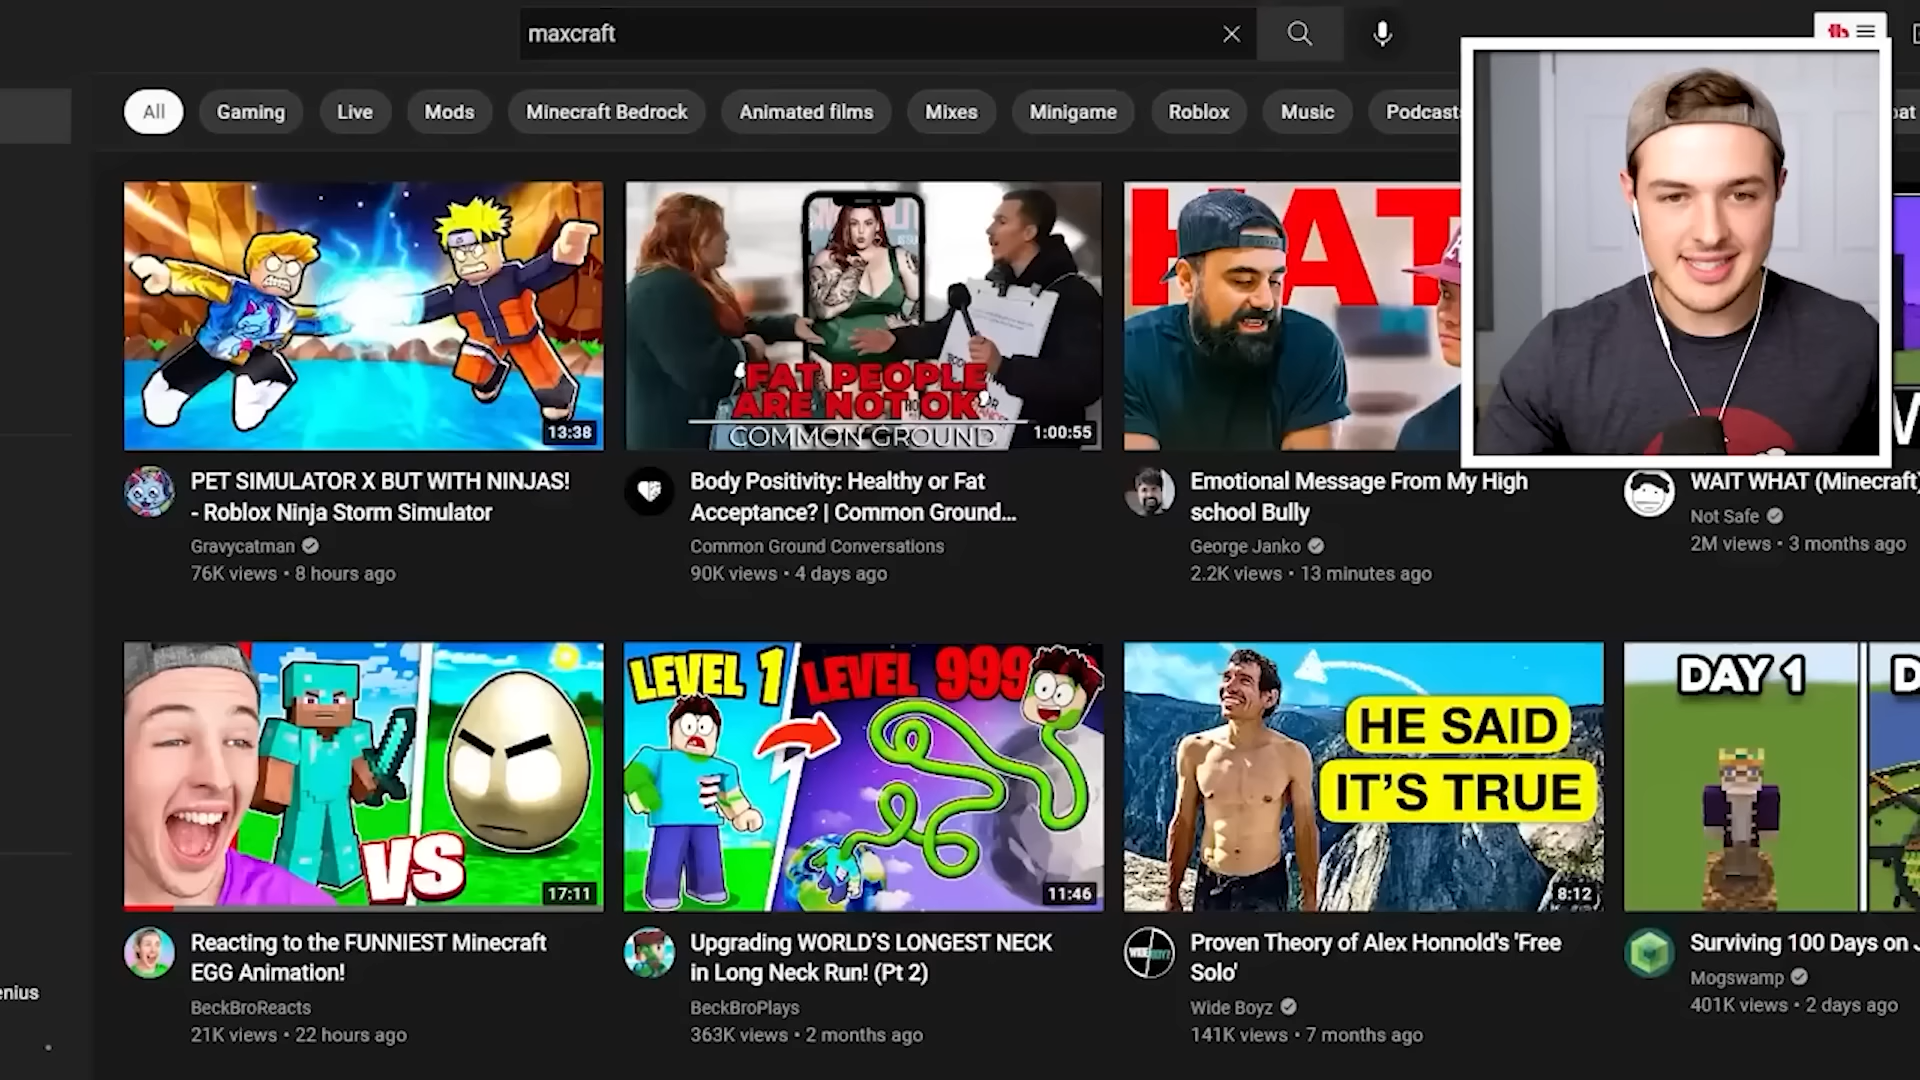 maxcraft
All
Gaming
Live
Mods
Minecraft Bedrock
Animated films
Mixes
Minigame
Roblox
Music
Podcasts
13:38
'FAT PEOPLE
ARE NOT OK'
COMMON GROUND
1:00:55
HAT
PET SIMULATOR X BUT WITH NINJAS!
- Roblox Ninja Storm Simulator
Gravycatman
76K views • 8 hours ago
Body Positivity: Healthy or Fat
Acceptance? | Common Ground...
Common Ground Conversations
90K views • 4 days ago
Emotional Message From My High
school Bully
George Janko
2.2K views • 13 minutes ago
WAIT WHAT (Minecraft)
Not Safe
2M views • 3 months ago
VS
17:11
LEVEL 1
LEVEL 999
11:46
HE SAID
IT'S TRUE
8:12
DAY 1
D
Reacting to the FUNNIEST Minecraft
EGG Animation!
BeckBroReacts
21K views • 22 hours ago
Upgrading WORLD'S LONGEST NECK
in Long Neck Run! (Pt 2)
BeckBroPlays
363K views • 2 months ago
Proven Theory of Alex Honnold's 'Free
Solo'
Wide Boyz
141K views • 7 months ago
Surviving 100 Days on J
Mogswamp
401K views • 2 days ago
enius